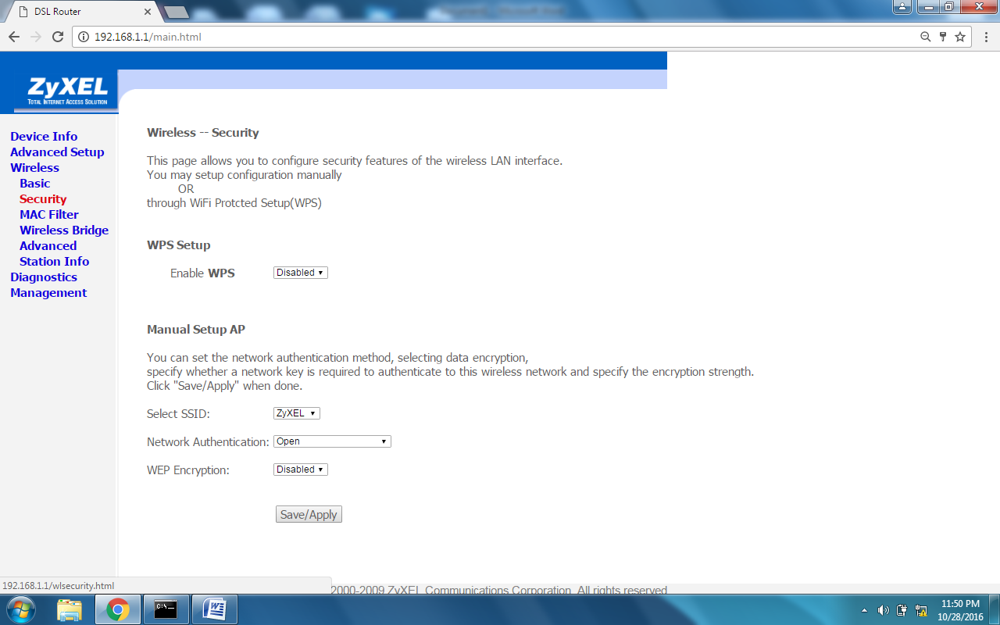 DSL Router
192.168.1.1/main.html
ZyXEL
TOTAL INTERNET ACCESS SOLUTION
Device Info
Advanced Setup
Wireless
Basic
Security
MAC Filter
Wireless Bridge
Advanced
Station Info
Diagnostics
Management
Wireless -- Security
This page allows you to configure security features of the wireless LAN interface.
You may setup configuration manually
OR
through WiFi Protcted Setup(WPS)
WPS Setup
Enable WPS Disabled
Manual Setup AP
You can set the network authentication method, selecting data encryption,
specify whether a network key is required to authenticate to this wireless network and specify the encryption strength.
Click "Save/Apply" when done.
Select SSID: ZyXEL
Network Authentication: Open
WEP Encryption: Disabled
Save/Apply
192.168.1.1/wlsecurity.html
2000-2009 ZyXEL Communications Corporation. All rights reserved
C:\
W
11:50 PM
10/28/2016